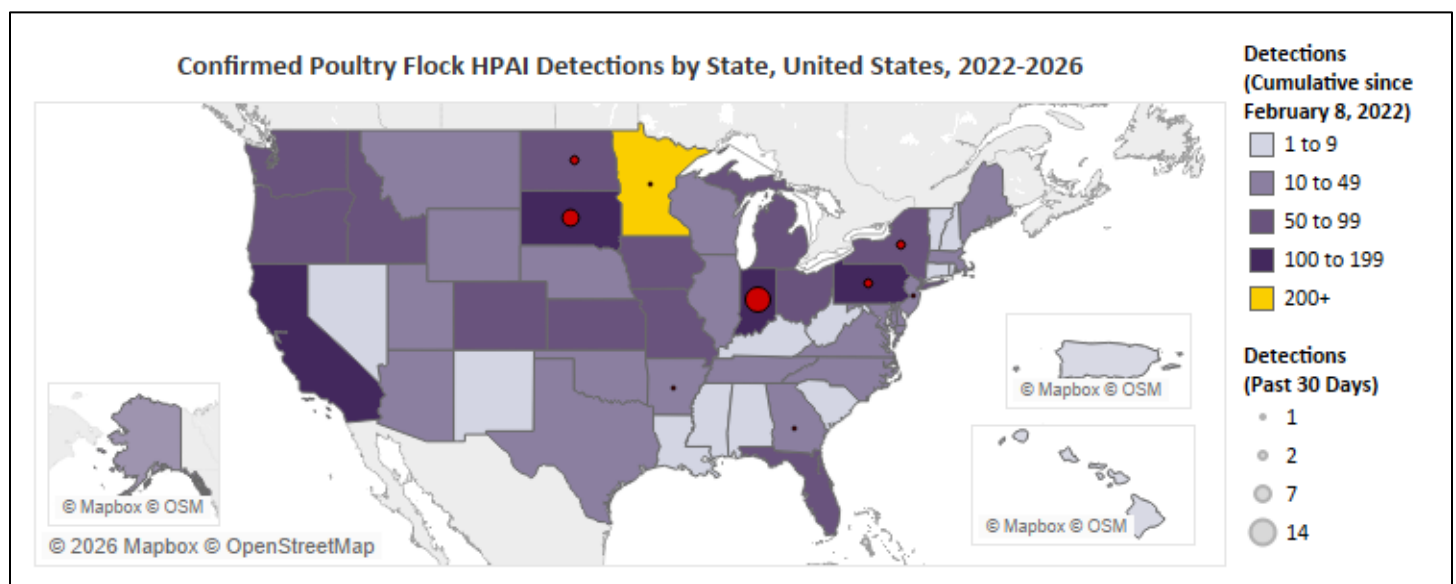 Confirmed Poultry Flock HPAI Detections by State, United States, 2022-2026
Detections
(Cumulative since
February 8, 2022)
1 to 9
10 to 49
50 to 99
100 to 199
200+
Detections
(Past 30 Days)
1
2
7
14
© Mapbox © OSM
© Mapbox © OSM
© Mapbox © OSM
© 2026 Mapbox © OpenStreetMap